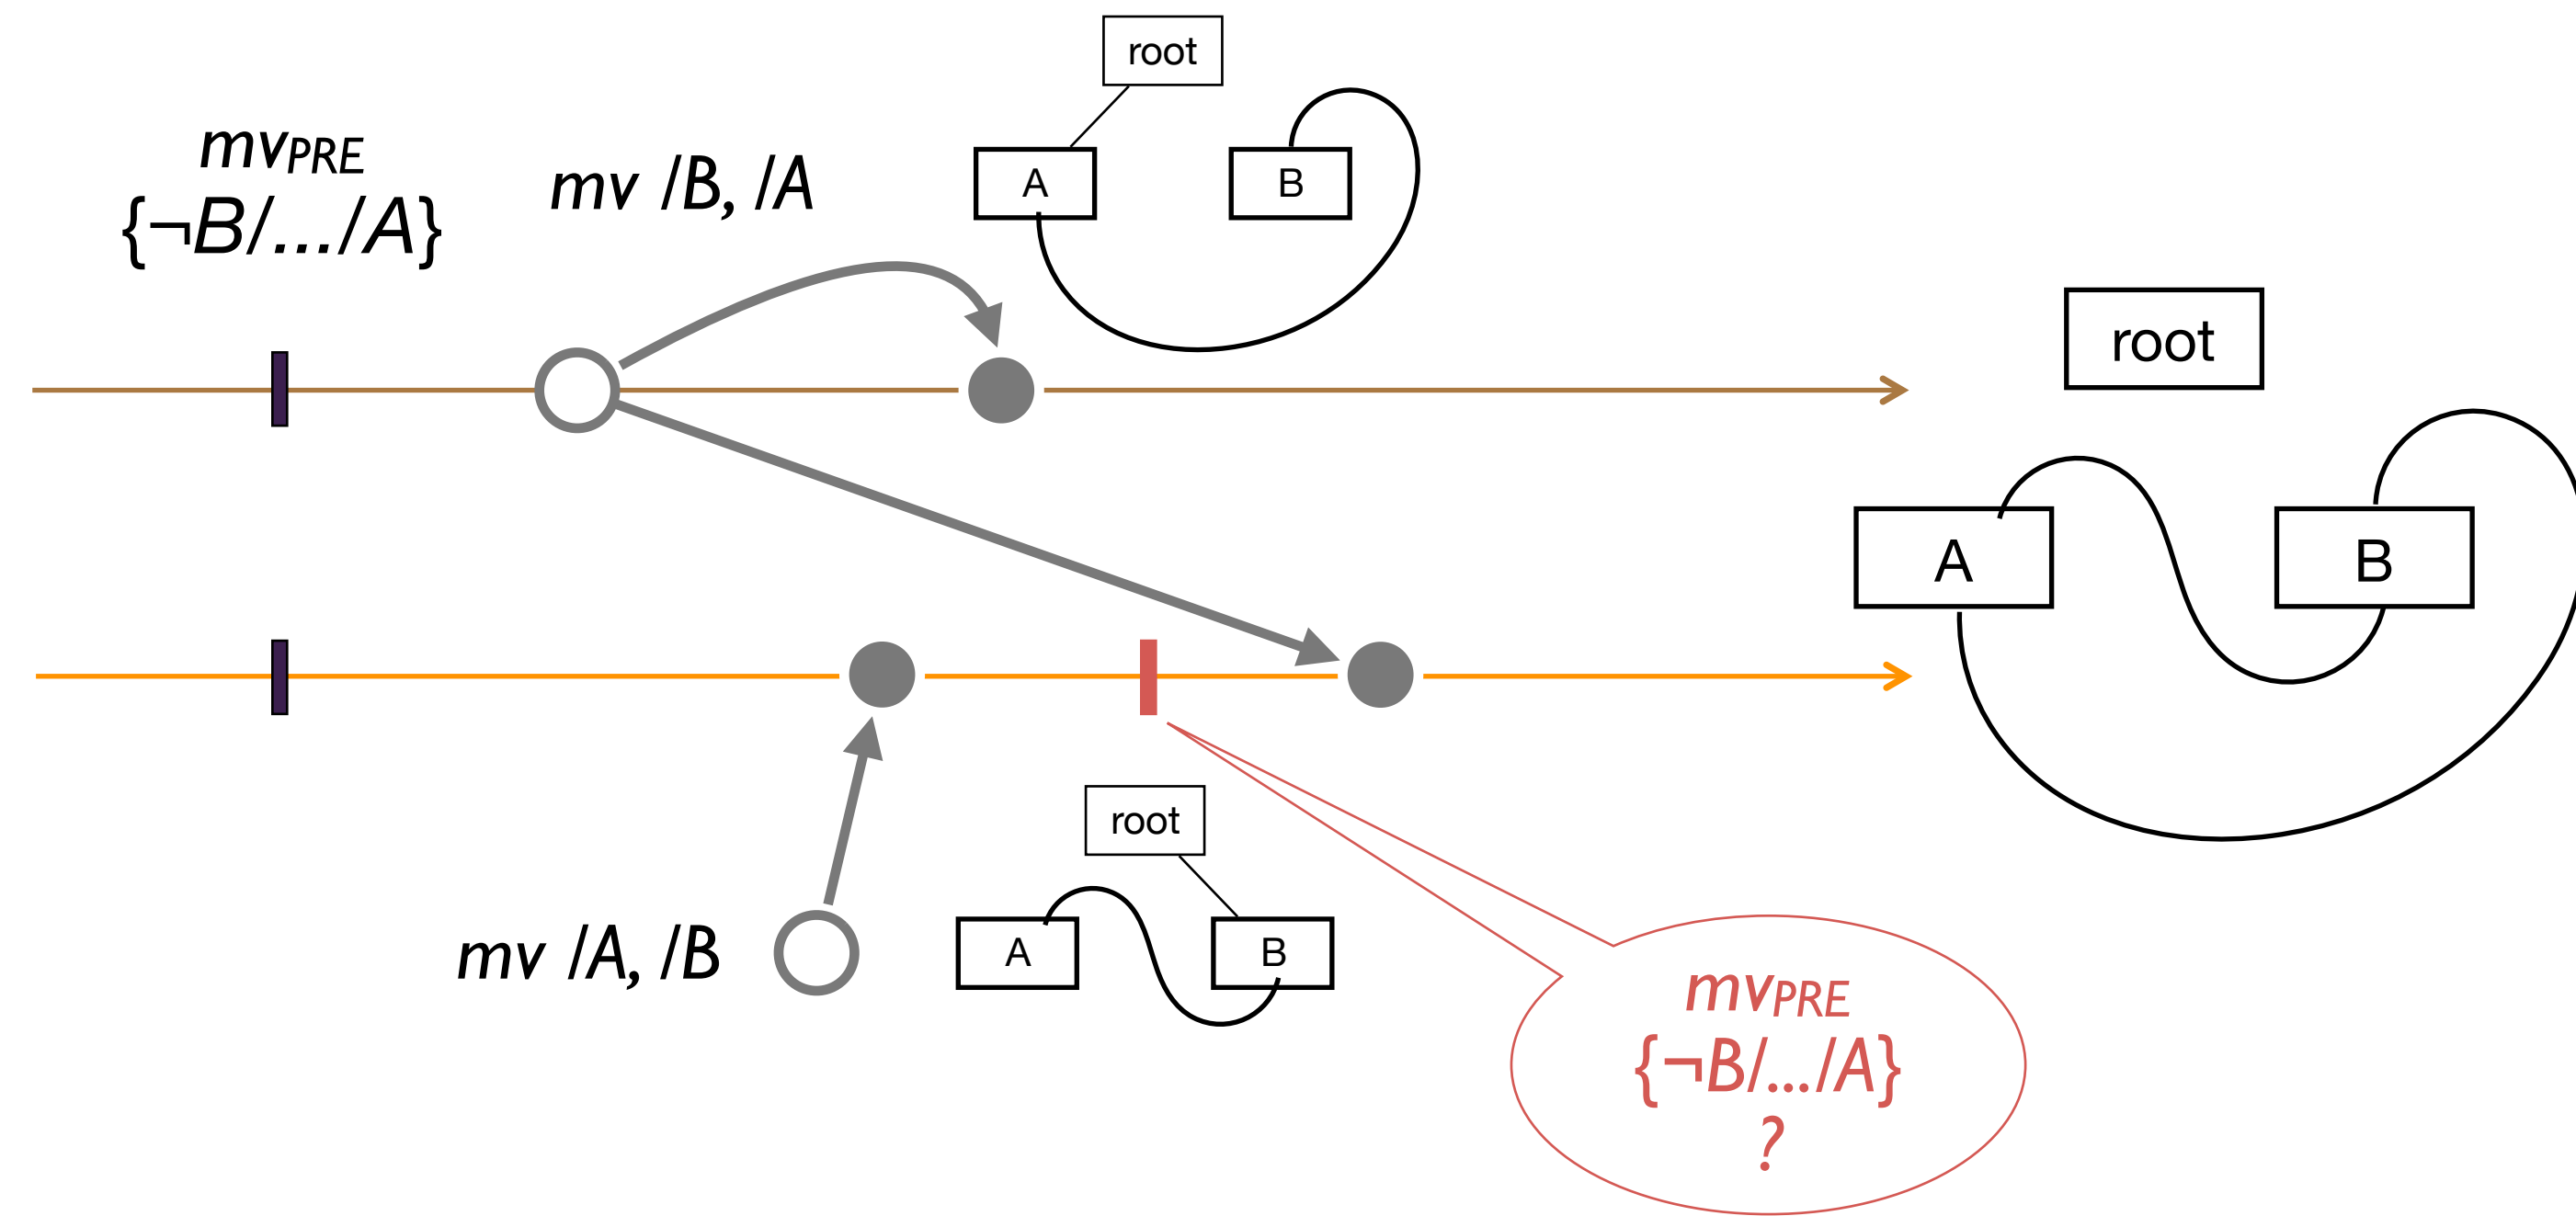 root
mvPRE
{¬B/.../A}
mv /B, /A
A
B
root
A
B
root
mv /A, /B
A
B
mvPRE
{¬B/.../A}
?